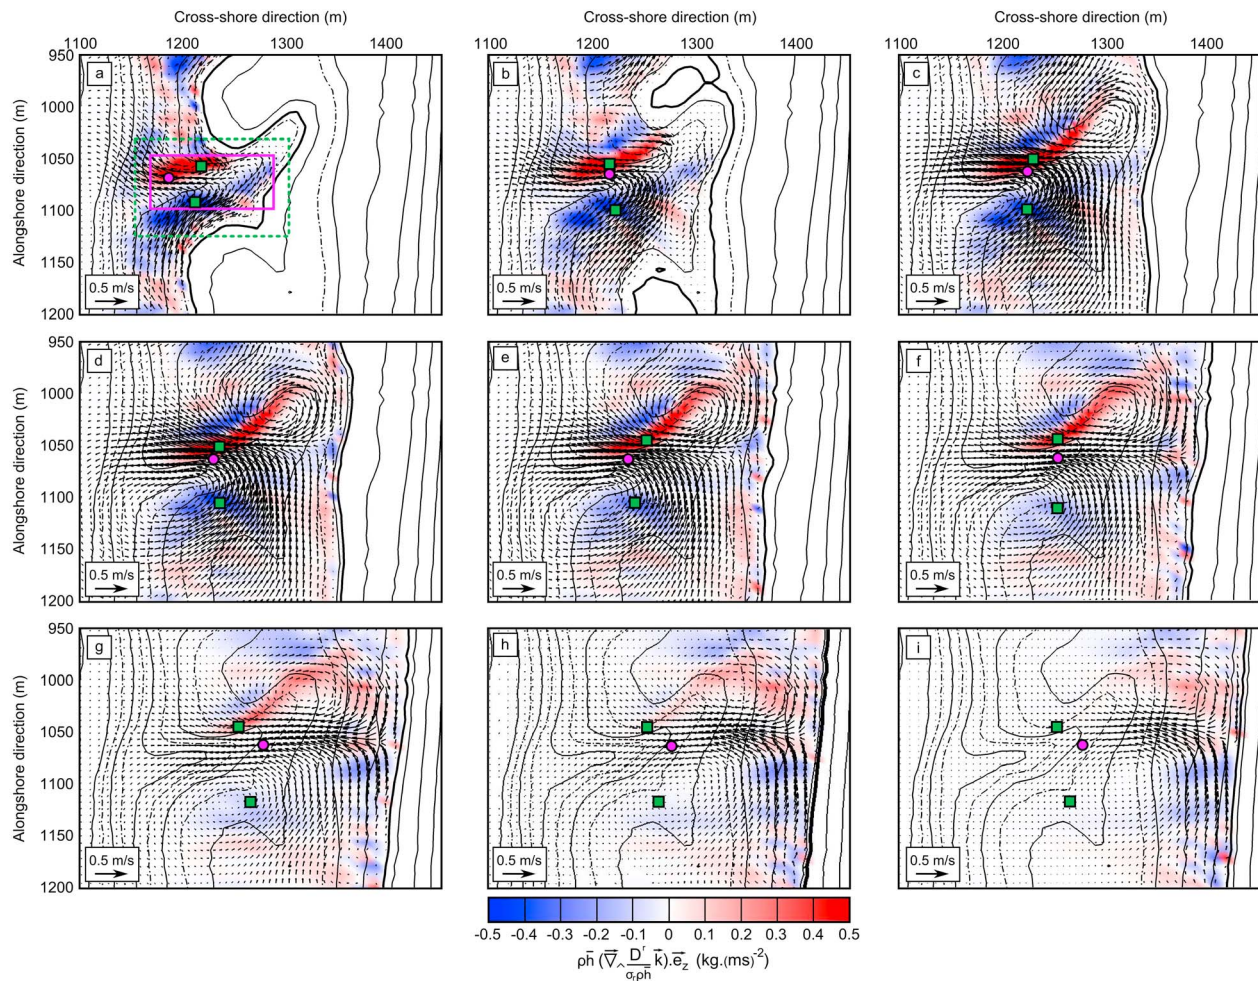 Cross-shore direction (m) Cross-shore direction (m) Cross-shore direction (m)
1100 1200 1300 1400 1100 1200 1300 1400 1100 1200 1300 1400
Alongshore direction (m)
950
1000
1050
1100
1150
1200
a
0.5 m/s
b
0.5 m/s
c
0.5 m/s
Alongshore direction (m)
950
1000
1050
1100
1150
1200
d
0.5 m/s
e
0.5 m/s
f
0.5 m/s
Alongshore direction (m)
950
1000
1050
1100
1150
1200
g
0.5 m/s
h
0.5 m/s
i
0.5 m/s
-0.5 -0.4 -0.3 -0.2 -0.1 0 0.1 0.2 0.3 0.4 0.5
ρh̄ (∇⃗^ Dʳ/σᵣρh̄ k⃗).e⃗z (kg.(ms)⁻²)